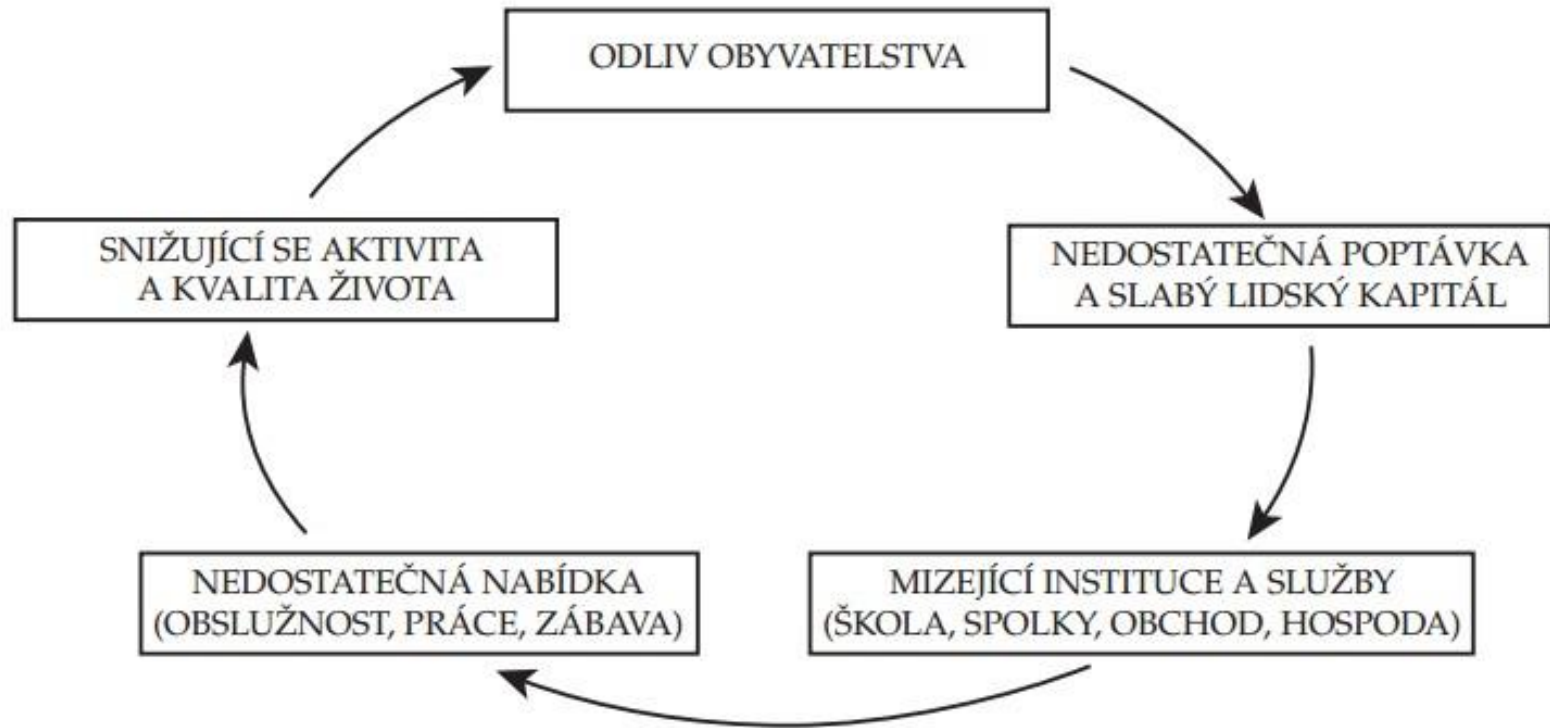 ODLIV OBYVATELSTVA
NEDOSTATEČNÁ POPTÁVKA
A SLABÝ LIDSKÝ KAPITÁL
MIZEJÍCÍ INSTITUCE A SLUŽBY
(ŠKOLA, SPOLKY, OBCHOD, HOSPODA)
NEDOSTATEČNÁ NABÍDKA
(OBSLUŽNOST, PRÁCE, ZÁBAVA)
SNIŽUJÍCÍ SE AKTIVITA
A KVALITA ŽIVOTA